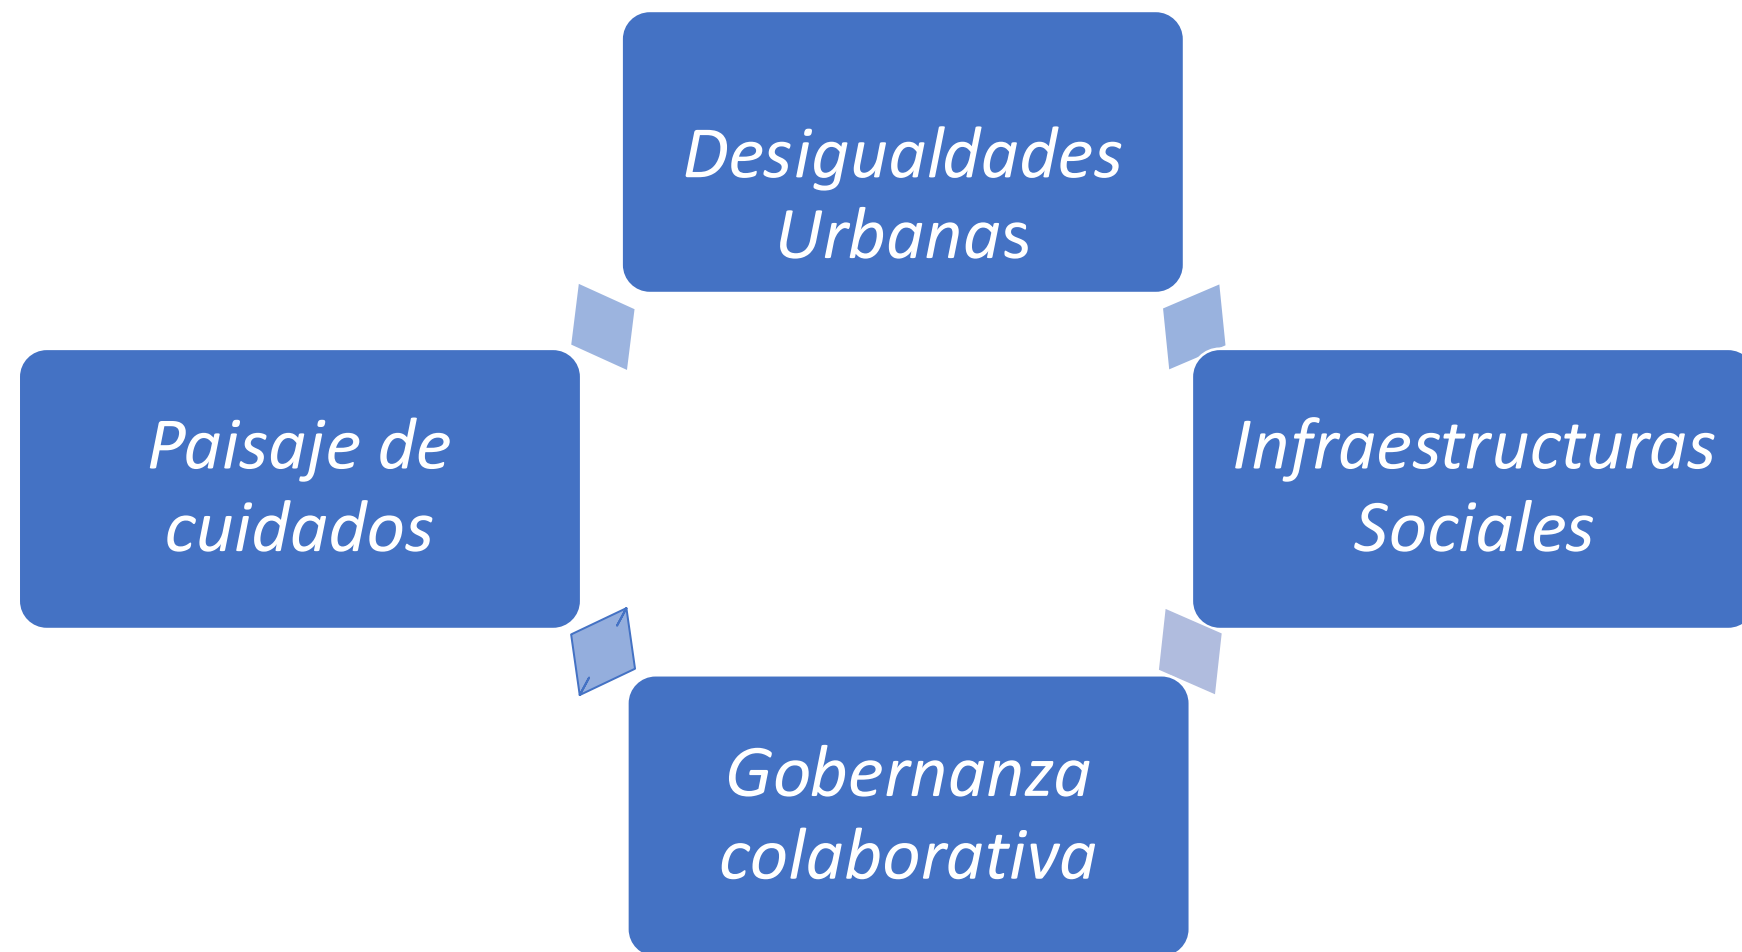 Desigualdades
Urbanas
Paisaje de
cuidados
Infraestructuras
Sociales
Gobernanza
colaborativa